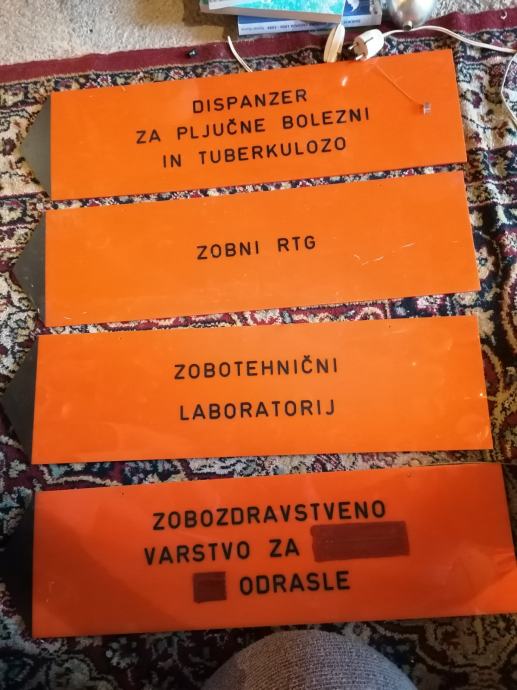 DISPANZER
ZA PLJUČNE BOLEZNI
IN TUBERKULOZO
ZOBNI RTG
ZOBOTEHNIČNI
LABORATORIJ
ZOBOZDRAVSTVENO
VARSTVO ZA
ODRASLE